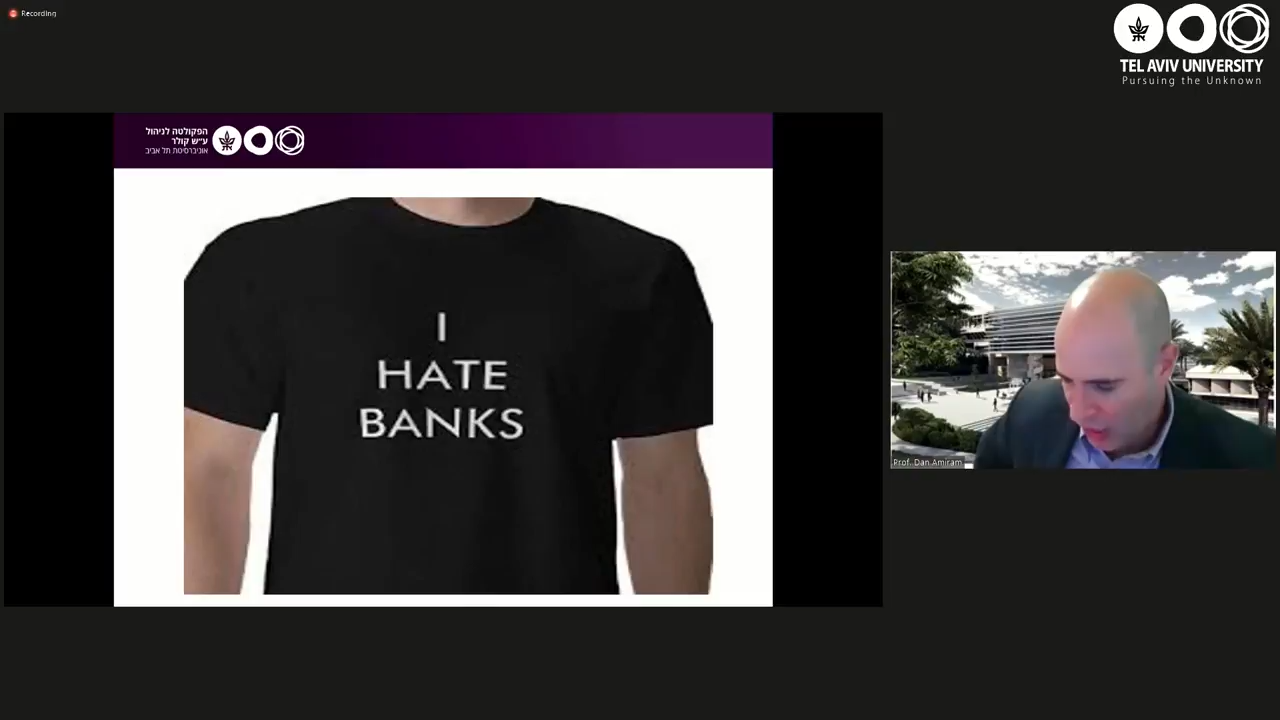 Recording
TEL AVIV UNIVERSITY
Pursuing the Unknown
הפקולטה לניהול
ע״ש קולר
אוניברסיטת תל אביב
I
HATE
BANKS
Prof. Dan Amiram